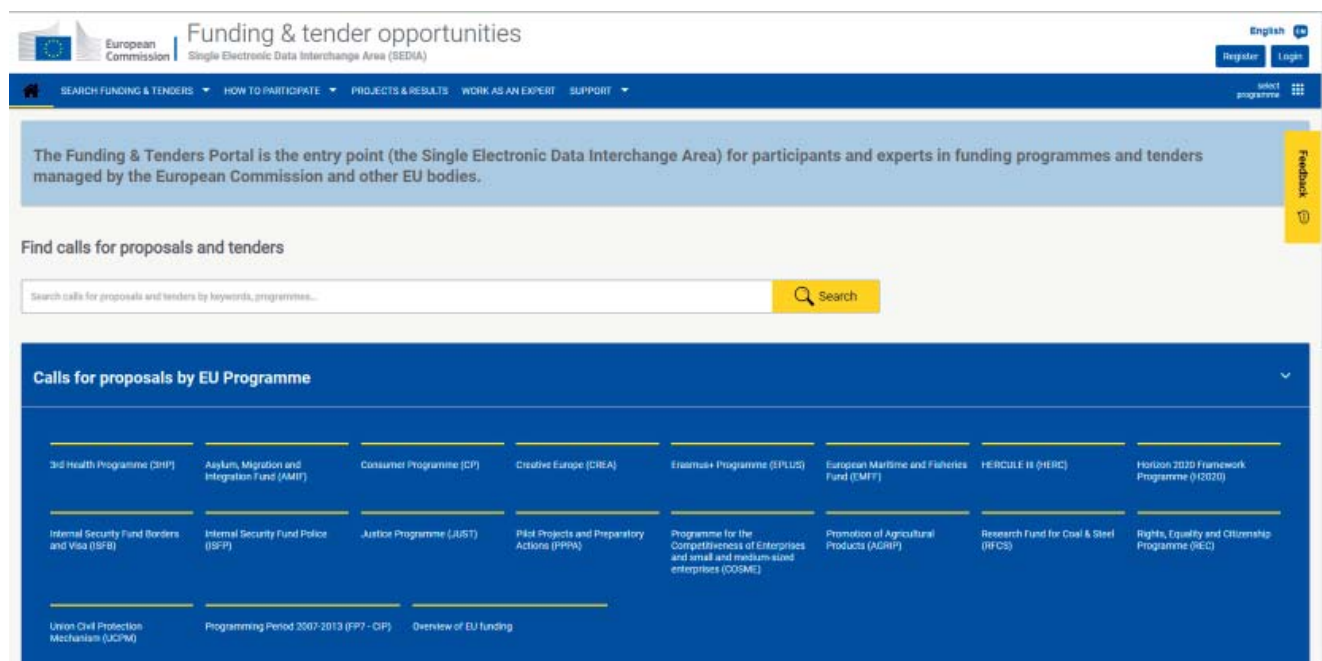 European
Commission
Funding & tender opportunities
Single Electronic Data Interchange Area (SEDIA)
English EN
Register Login
SEARCH FUNDING & TENDERS HOW TO PARTICIPATE PROJECTS & RESULTS WORK AS AN EXPERT SUPPORT
select
programme
The Funding & Tenders Portal is the entry point (the Single Electronic Data Interchange Area) for participants and experts in funding programmes and tenders
managed by the European Commission and other EU bodies.
Feedback
Find calls for proposals and tenders
Search calls for proposals and tenders by keywords, programmes...
Search
Calls for proposals by EU Programme
3rd Health Programme (3HP)
Asylum, Migration and
Integration Fund (AMIF)
Consumer Programme (CP)
Creative Europe (CREA)
Erasmus+ Programme (EPLUS)
European Maritime and Fisheries
Fund (EMFF)
HERCULE III (HERC)
Horizon 2020 Framework
Programme (H2020)
Internal Security Fund Borders
and Visa (ISFB)
Internal Security Fund Police
(ISFP)
Justice Programme (JUST)
Pilot Projects and Preparatory
Actions (PPPA)
Programme for the
Competitiveness of Enterprises
and small and medium-sized
enterprises (COSME)
Promotion of Agricultural
Products (AGRIP)
Research Fund for Coal & Steel
(RFCS)
Rights, Equality and Citizenship
Programme (REC)
Union Civil Protection
Mechanism (UCPM)
Programming Period 2007-2013 (FP7 - CIP)
Overview of EU funding